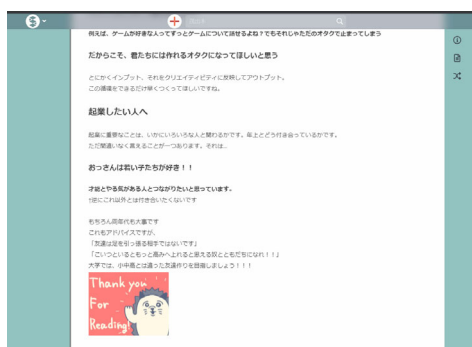 例えば、ゲームが好きな人ってずっとゲームについて話せるよね？でもそれじゃただのオタクで止まってしまう
だからこそ、君たちには作れるオタクになってほしいと思う
とにかくインプット、それをクリエイティビティに反映してアウトプット。
この循環をできるだけ早くつくってほしいですね。
起業したい人へ
起業に重要なことは、いかにいろいろな人と関わるかです。年上とどう付き合っているかです。
ただ間違いなく言えることが一つあります。それは…
おっさんは若い子たちが好き！！
才能とやる気がある人とつながりたいと思っています。
↑逆にこれ以外とは付き合いたくないです
もちろん同年代も大事です
これもアドバイスですが、
「友達は足を引っ張る相手ではないです」
「こいつといるともっと高みへ上れると思える奴とともだちになれ！！」
大学では、小中高とは違った友達作りを目指しましょう！！！
Thank you
For
Reading!